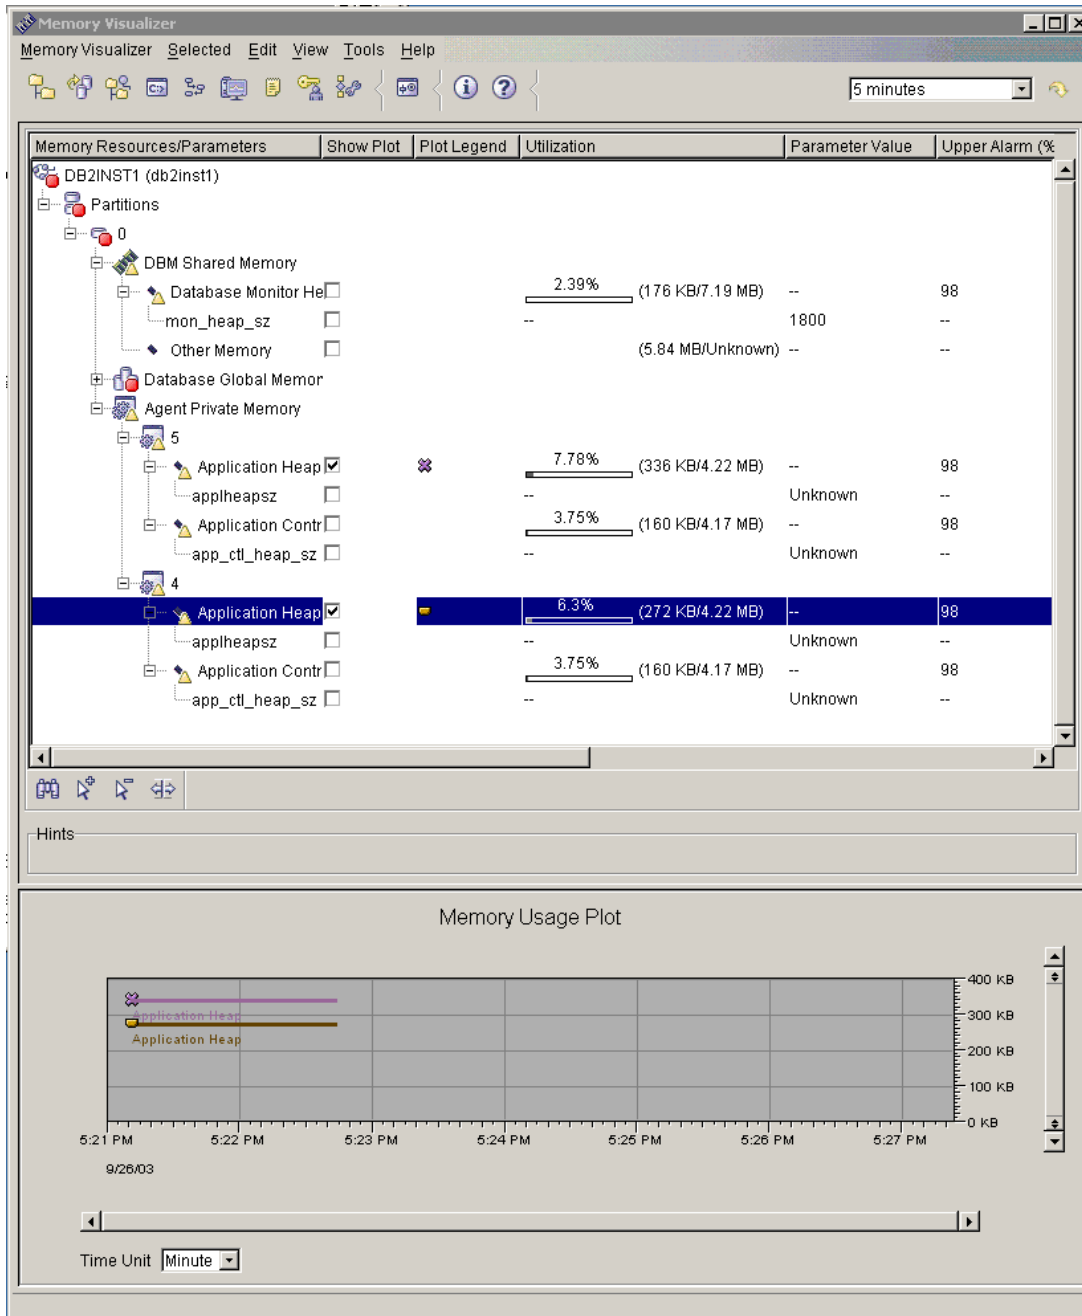 Memory Visualizer
Memory Visualizer Selected Edit View Tools Help
5 minutes
Memory Resources/Parameters Show Plot Plot Legend Utilization Parameter Value Upper Alarm (%
DB2INST1 (db2inst1)
Partitions
0
DBM Shared Memory
Database Monitor He 2.39% (176 KB/7.19 MB) -- 98
mon_heap_sz -- 1800 --
Other Memory (5.84 MB/Unknown) -- --
Database Global Memor
Agent Private Memory
5
Application Heap 7.78% (336 KB/4.22 MB) -- 98
applheapsz -- Unknown --
Application Contr 3.75% (160 KB/4.17 MB) -- 98
app_ctl_heap_sz -- Unknown --
4
Application Heap 6.3% (272 KB/4.22 MB) -- 98
applheapsz -- Unknown --
Application Contr 3.75% (160 KB/4.17 MB) -- 98
app_ctl_heap_sz -- Unknown --
Hints
Memory Usage Plot
400 KB
Application Heap 300 KB
Application Heap
200 KB
100 KB
0 KB
5:21 PM 5:22 PM 5:23 PM 5:24 PM 5:25 PM 5:26 PM 5:27 PM
9/26/03
Time Unit Minute